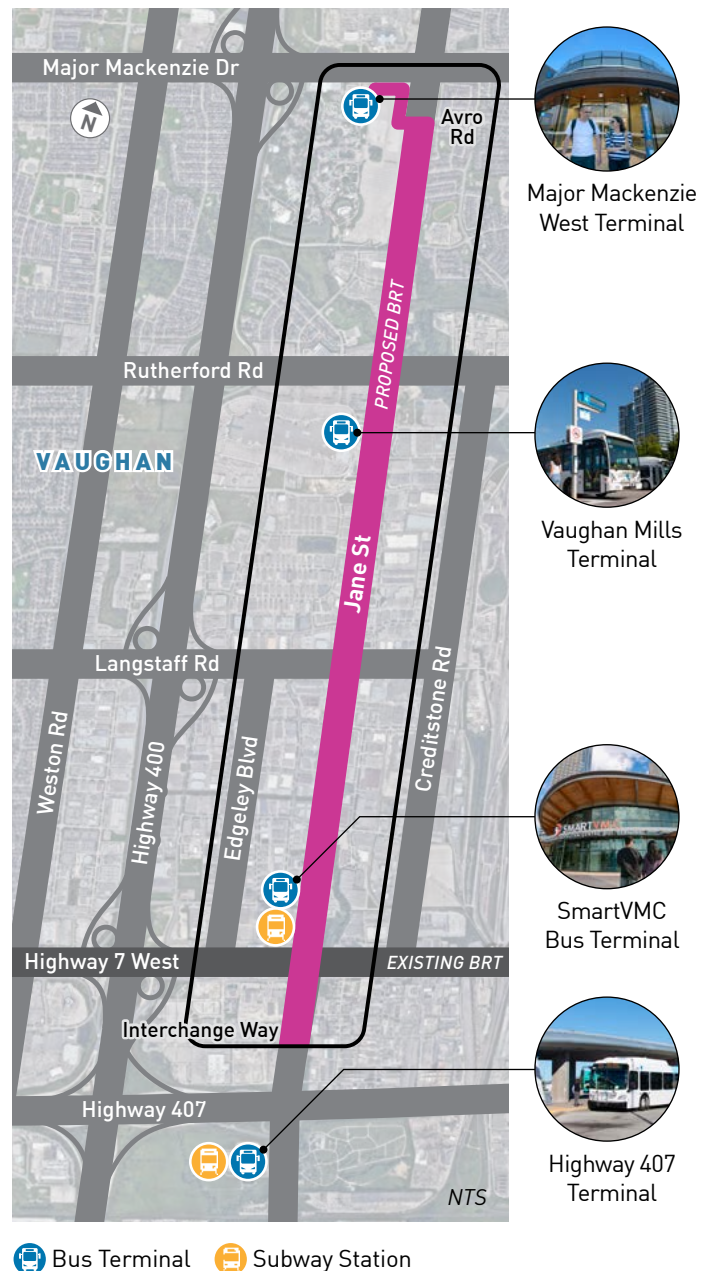 Major Mackenzie Dr
N
Avro
Rd
Major Mackenzie
West Terminal
PROPOSED BRT
Rutherford Rd
VAUGHAN
Vaughan Mills
Terminal
Jane St
Langstaff Rd
Weston Rd
Highway 400
Edgeley Blvd
Creditstone Rd
SMARTVMC
SmartVMC
Bus Terminal
Highway 7 West
EXISTING BRT
Interchange Way
Highway 407
Highway 407
Terminal
NTS
Bus Terminal
Subway Station